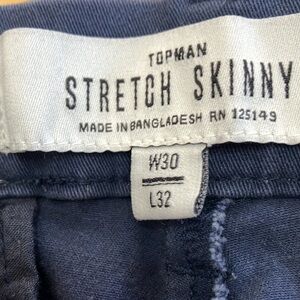 TOPMAN
STRETCH SKINNY
MADE IN BANGLADESH RN 125149
W30
L32